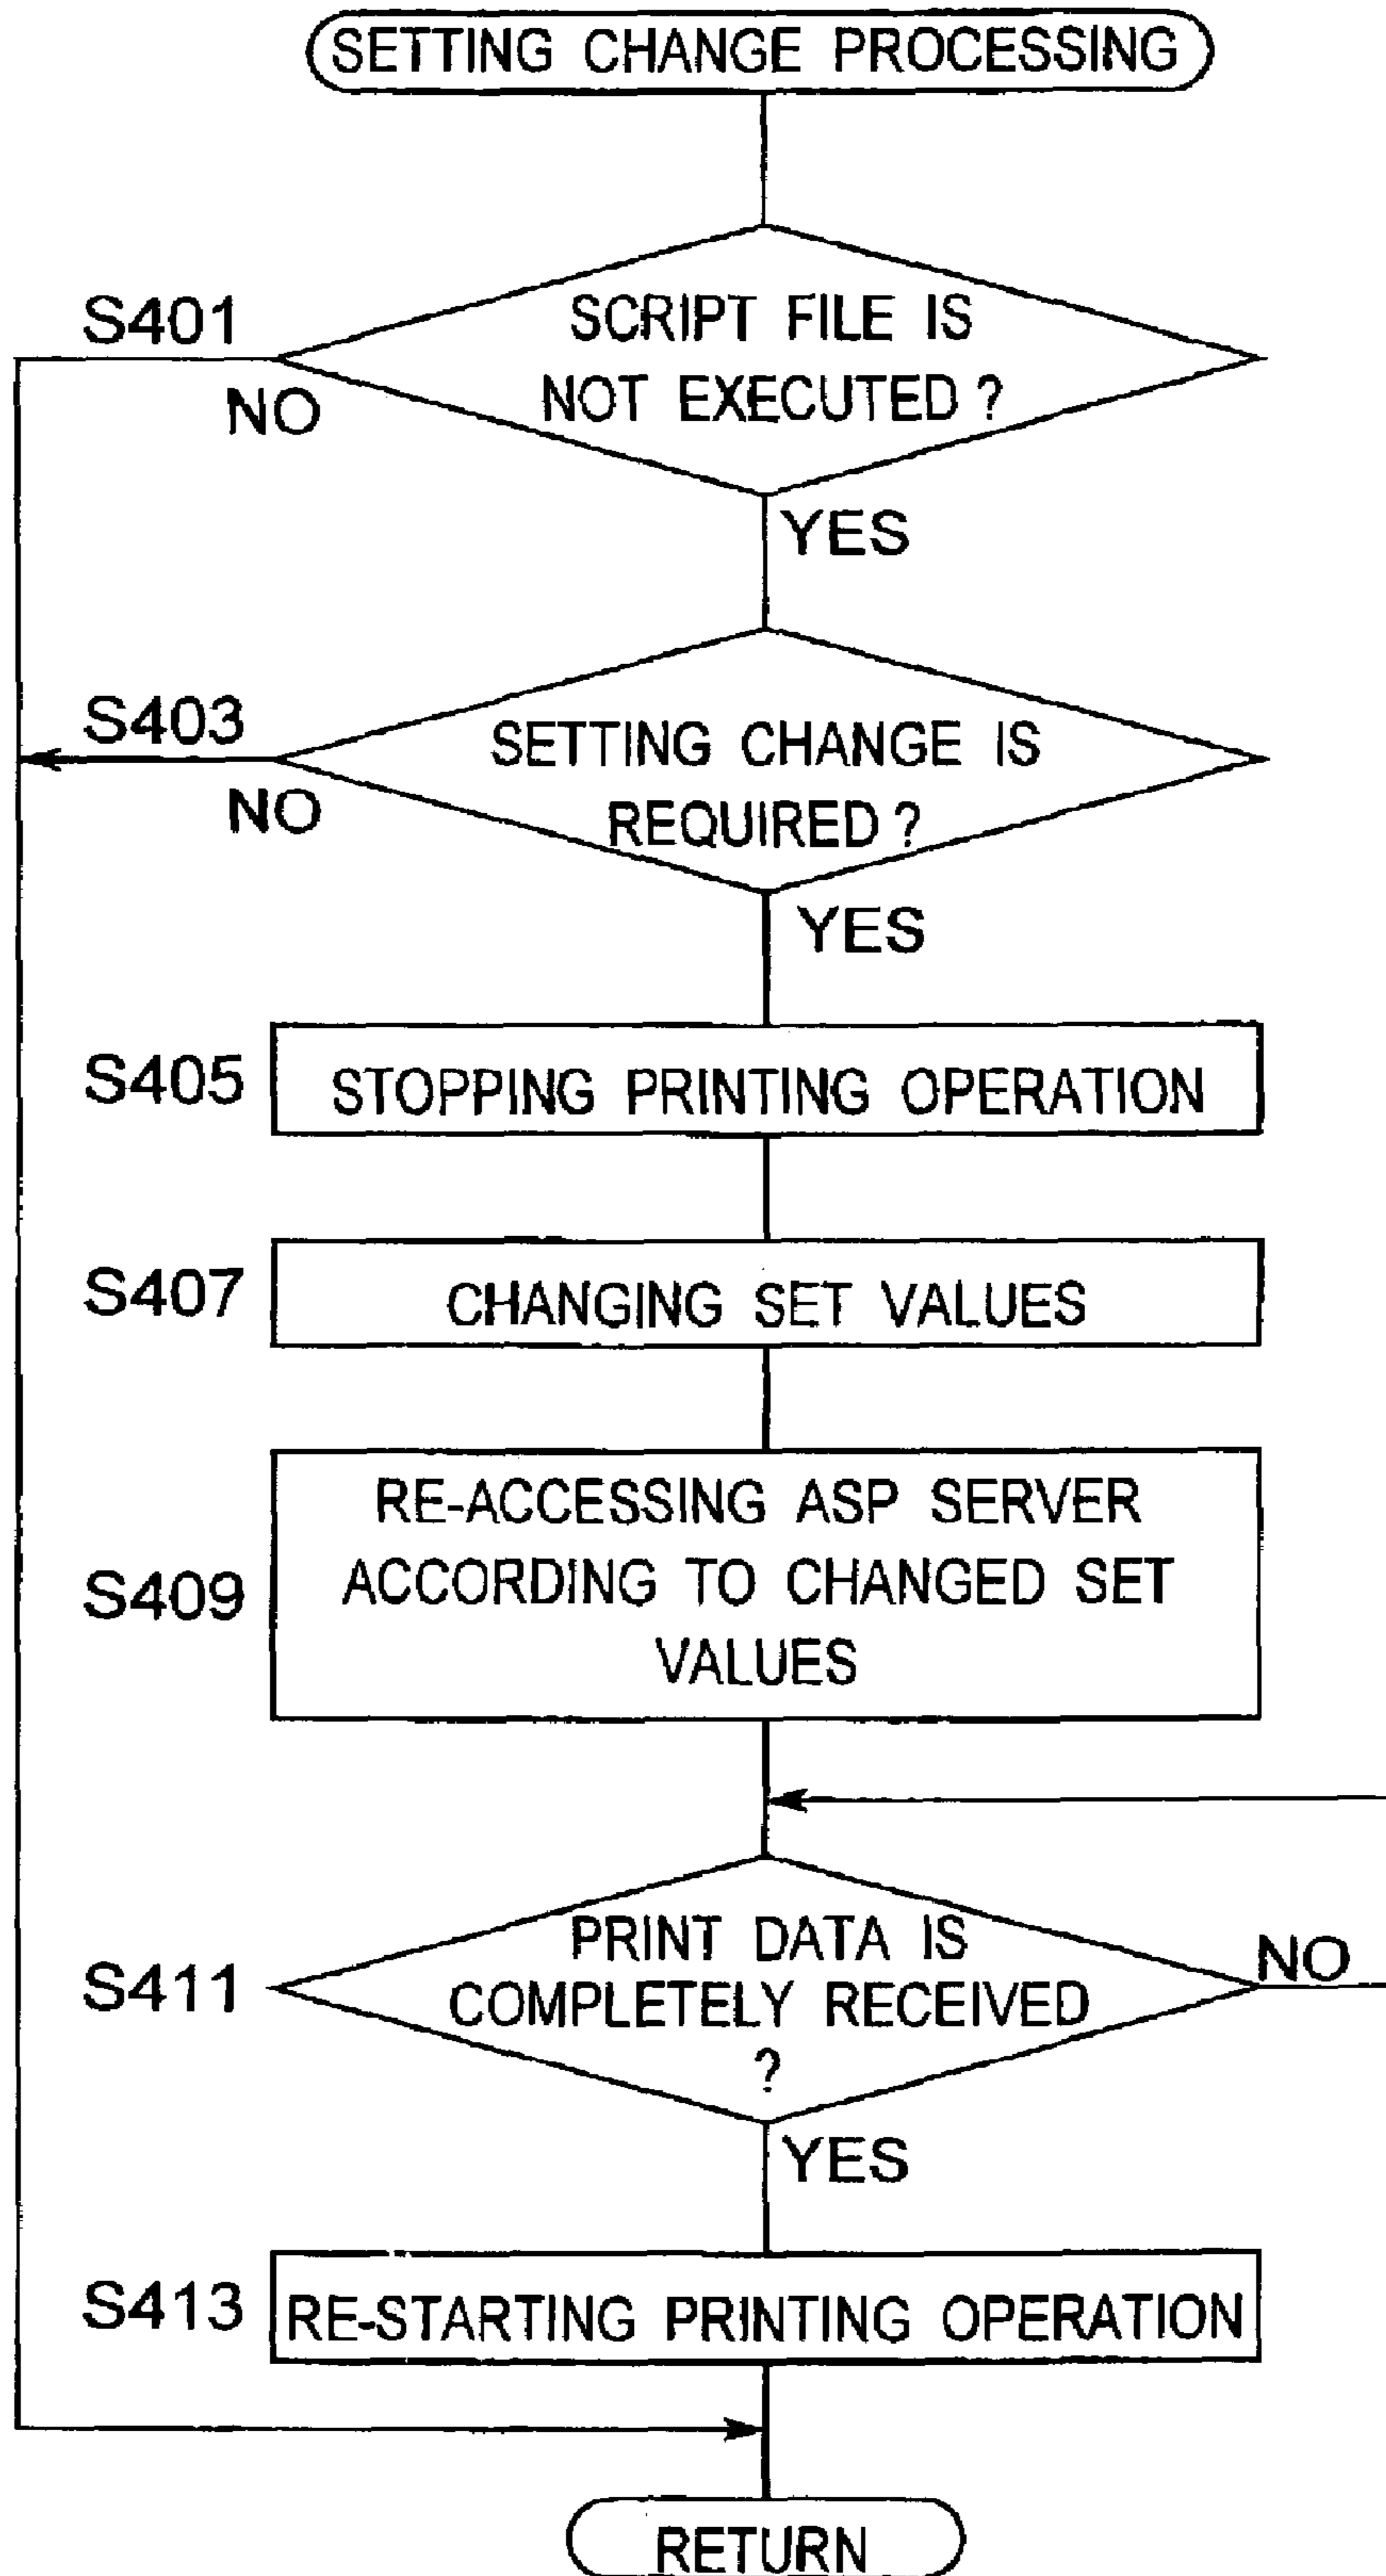 SETTING CHANGE PROCESSING
S401
SCRIPT FILE IS
NOT EXECUTED ?
NO
YES
S403
SETTING CHANGE IS
REQUIRED ?
NO
YES
S405
STOPPING PRINTING OPERATION
S407
CHANGING SET VALUES
S409
RE-ACCESSING ASP SERVER
ACCORDING TO CHANGED SET
VALUES
S411
PRINT DATA IS
COMPLETELY RECEIVED
?
NO
YES
S413
RE-STARTING PRINTING OPERATION
RETURN